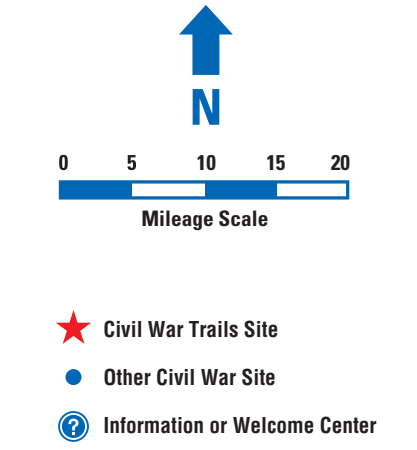 N
0 5 10 15 20
Mileage Scale
Civil War Trails Site
Other Civil War Site
? Information or Welcome Center